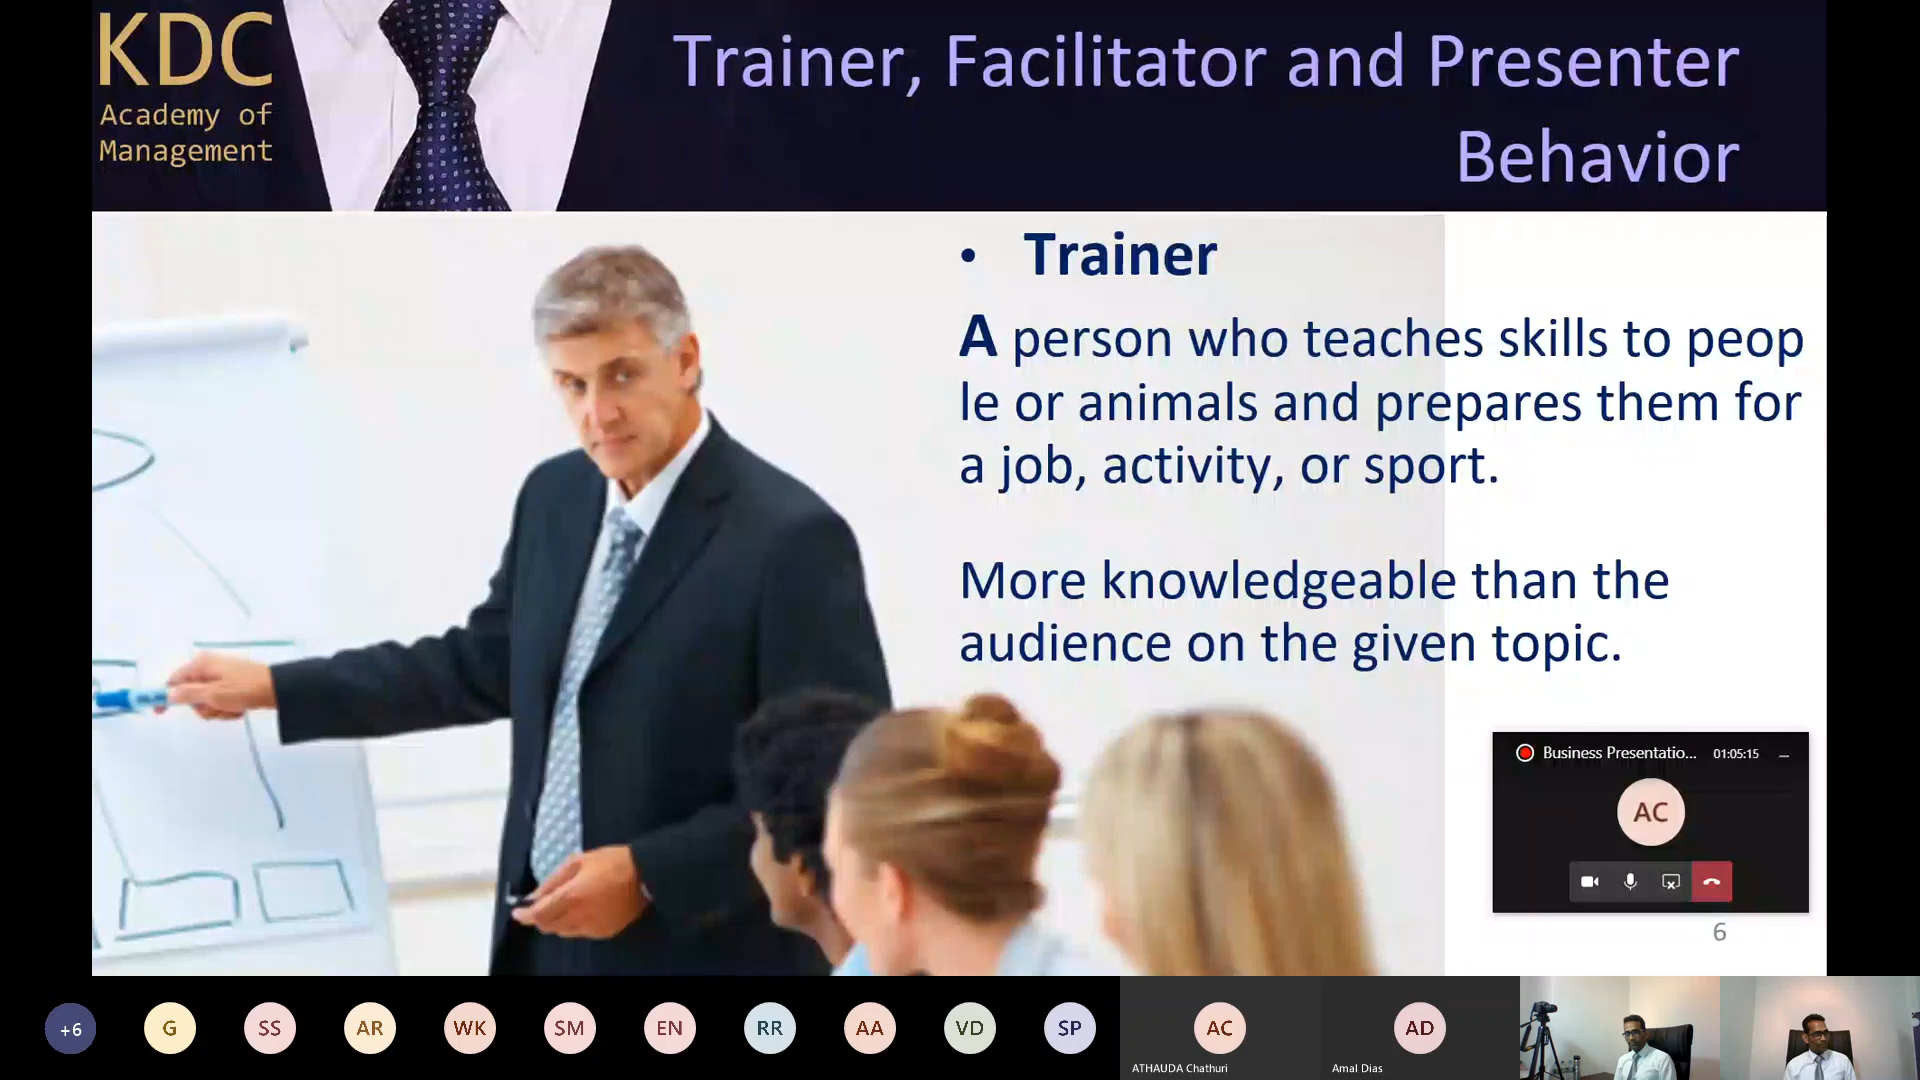 KDC
Academy of
Management
Trainer, Facilitator and Presenter
Behavior
• Trainer
A person who teaches skills to peop
le or animals and prepares them for
a job, activity, or sport.
More knowledgeable than the
audience on the given topic.
Business Presentatio... 01:05:15
AC
6
+6
G
SS
AR
WK
SM
EN
RR
AA
VD
SP
AC
ATHAUDA Chathuri
AD
Amal Dias